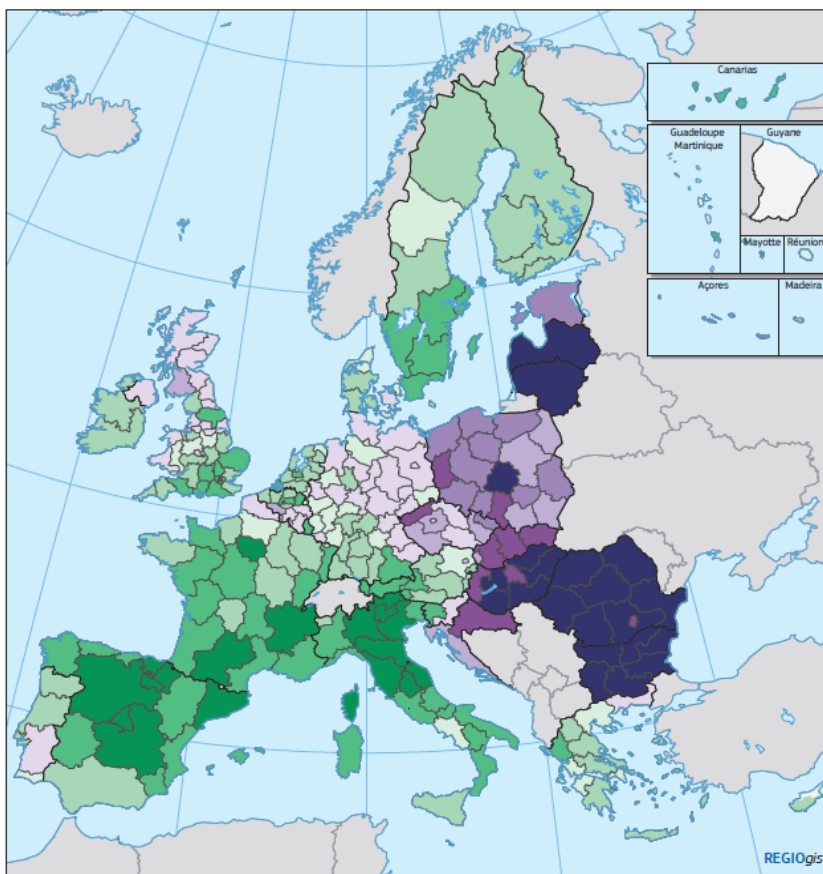 Canarias
Guadeloupe
Martinique
Guyane
Mayotte
Réunion
Açores
Madeira
REGIOgis